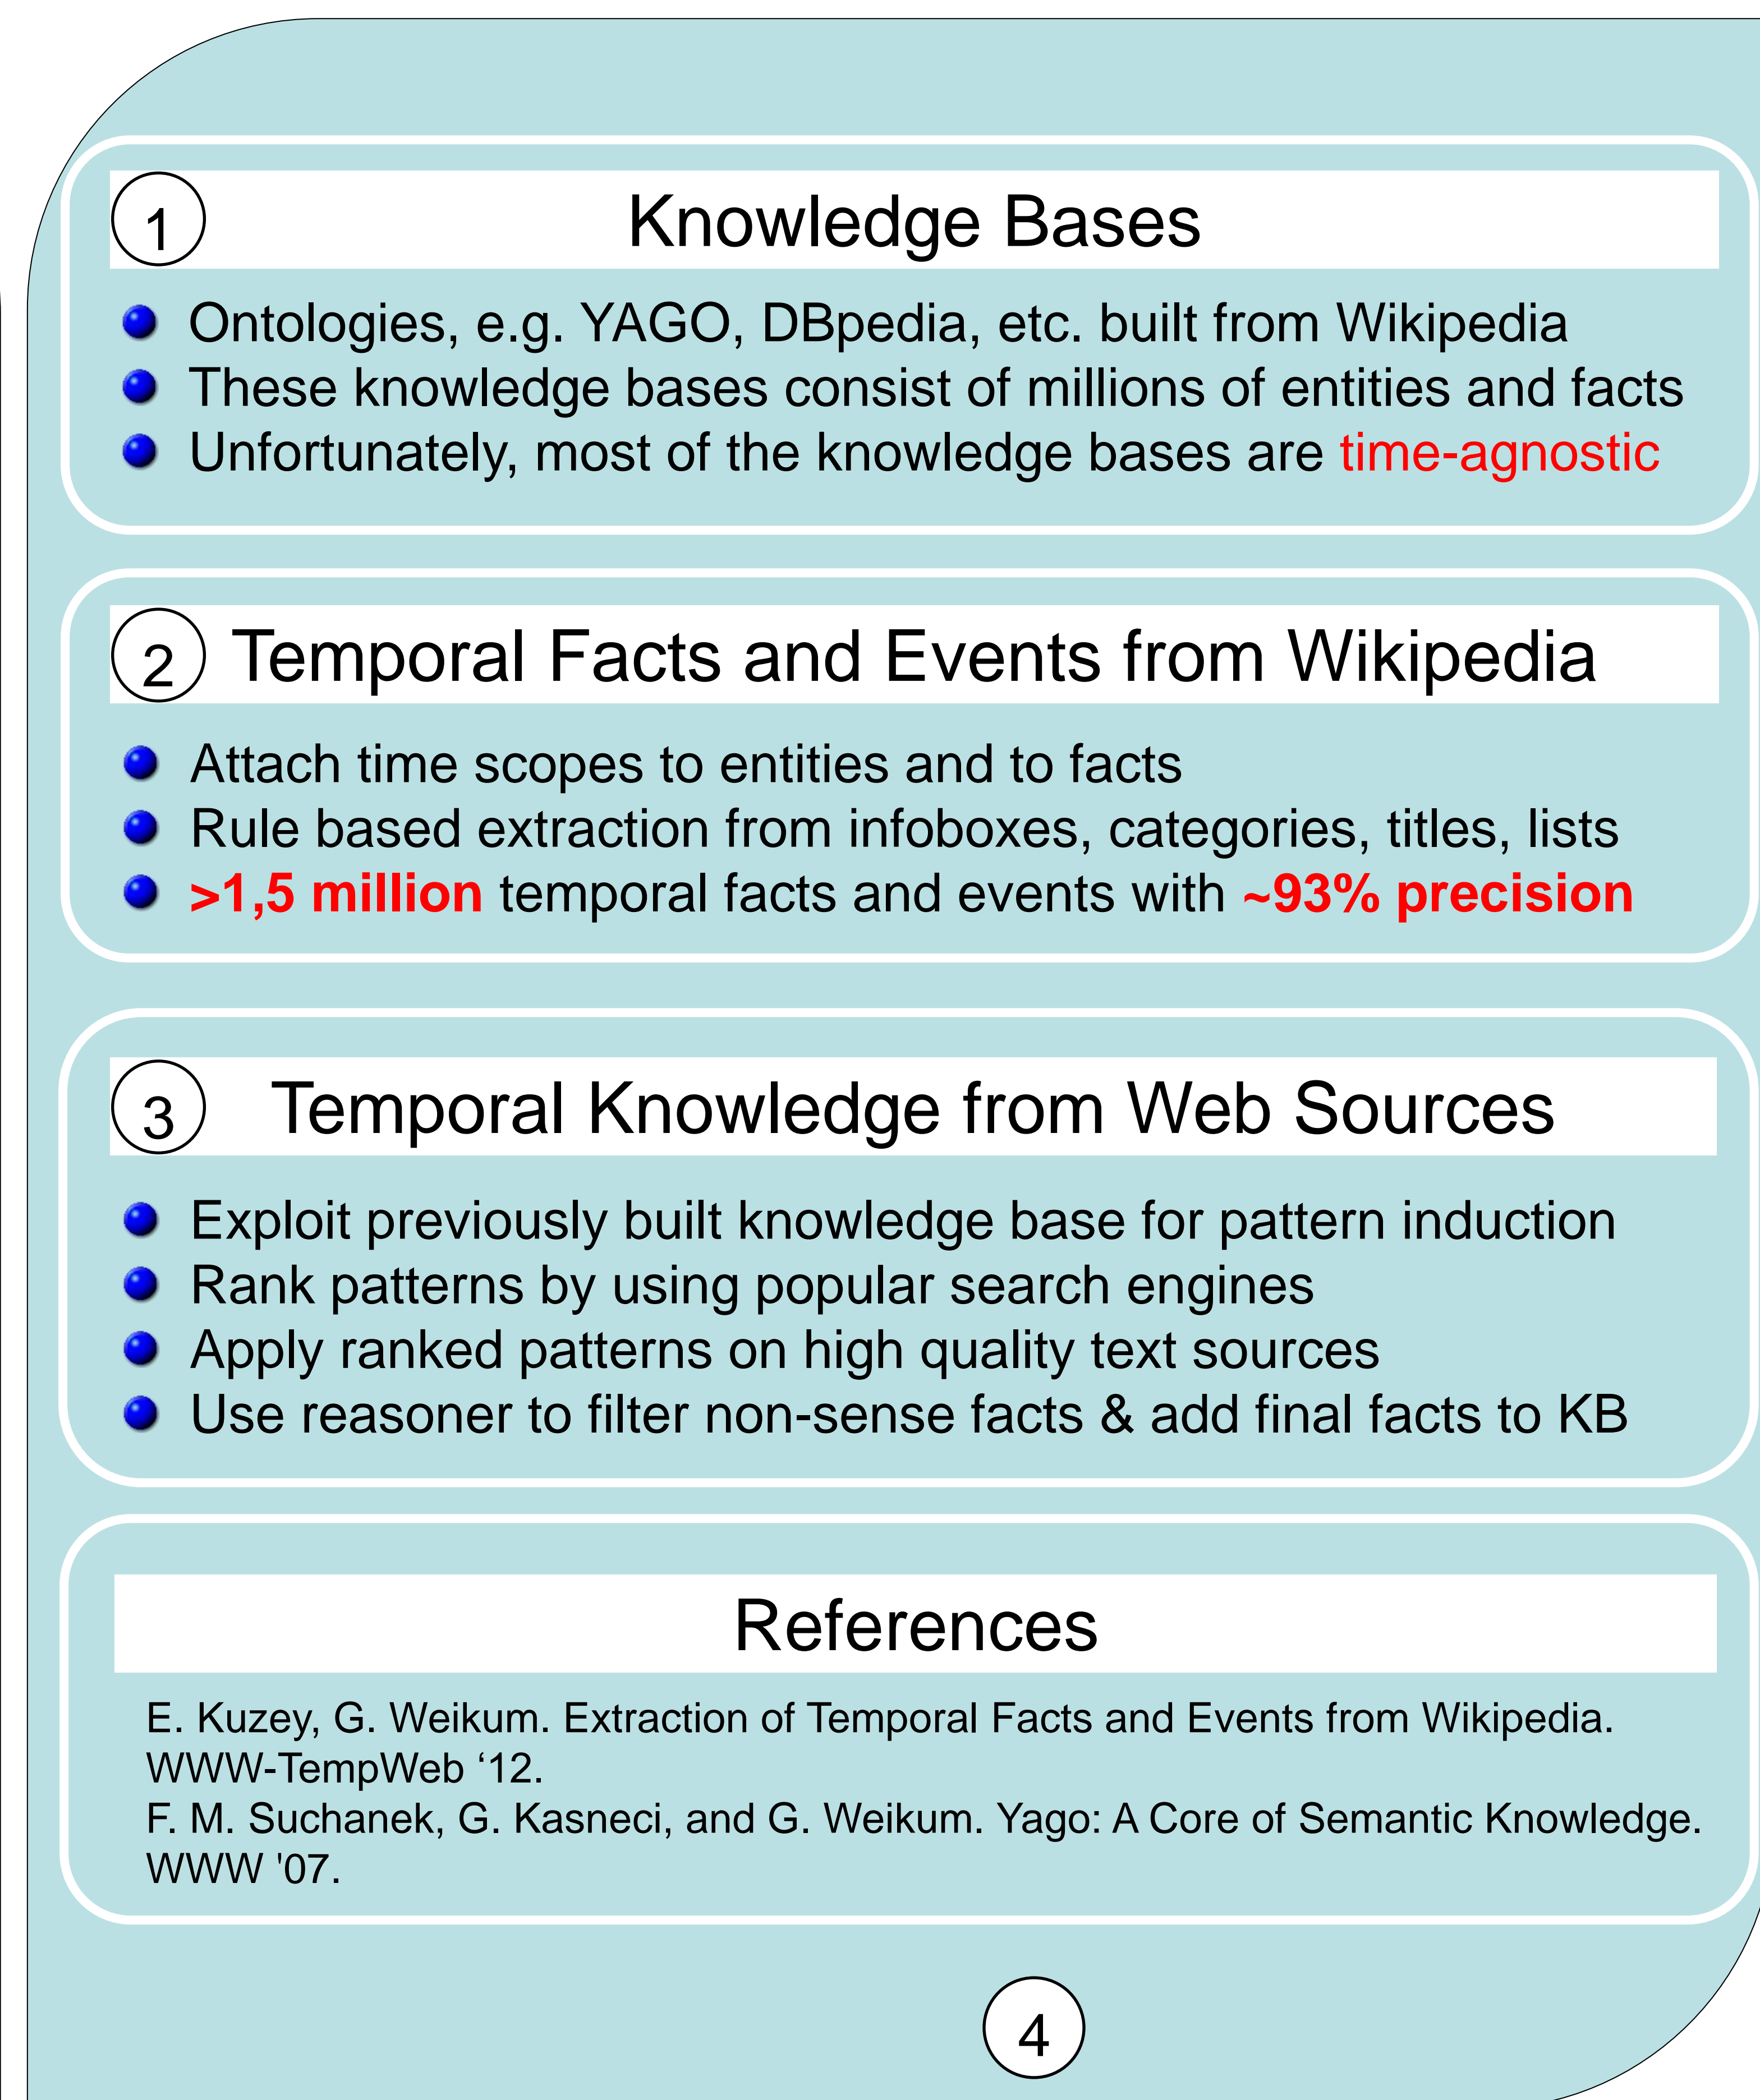 1
Knowledge Bases
Ontologies, e.g. YAGO, DBpedia, etc. built from Wikipedia
These knowledge bases consist of millions of entities and facts
Unfortunately, most of the knowledge bases are time-agnostic
2
Temporal Facts and Events from Wikipedia
Attach time scopes to entities and to facts
Rule based extraction from infoboxes, categories, titles, lists
>1,5 million temporal facts and events with ~93% precision
3
Temporal Knowledge from Web Sources
Exploit previously built knowledge base for pattern induction
Rank patterns by using popular search engines
Apply ranked patterns on high quality text sources
Use reasoner to filter non-sense facts & add final facts to KB
References
E. Kuzey, G. Weikum. Extraction of Temporal Facts and Events from Wikipedia.
WWW-TempWeb ‘12.
F. M. Suchanek, G. Kasneci, and G. Weikum. Yago: A Core of Semantic Knowledge.
WWW '07.
4